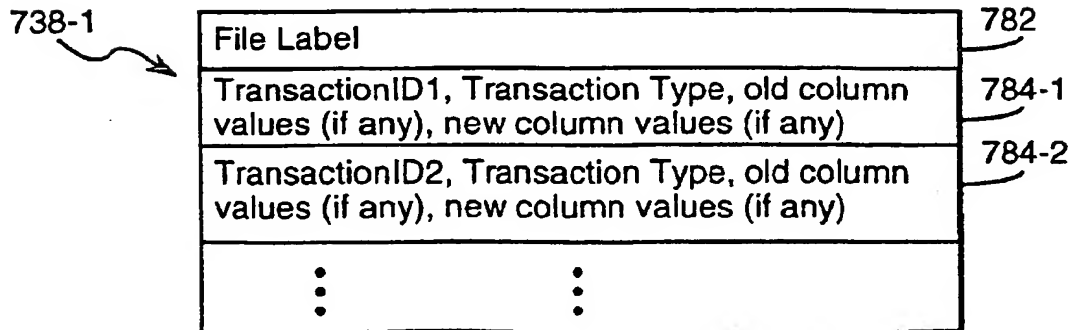 738-1
File Label
782
TransactionID1, Transaction Type, old column
values (if any), new column values (if any)
784-1
TransactionID2, Transaction Type, old column
values (if any), new column values (if any)
784-2